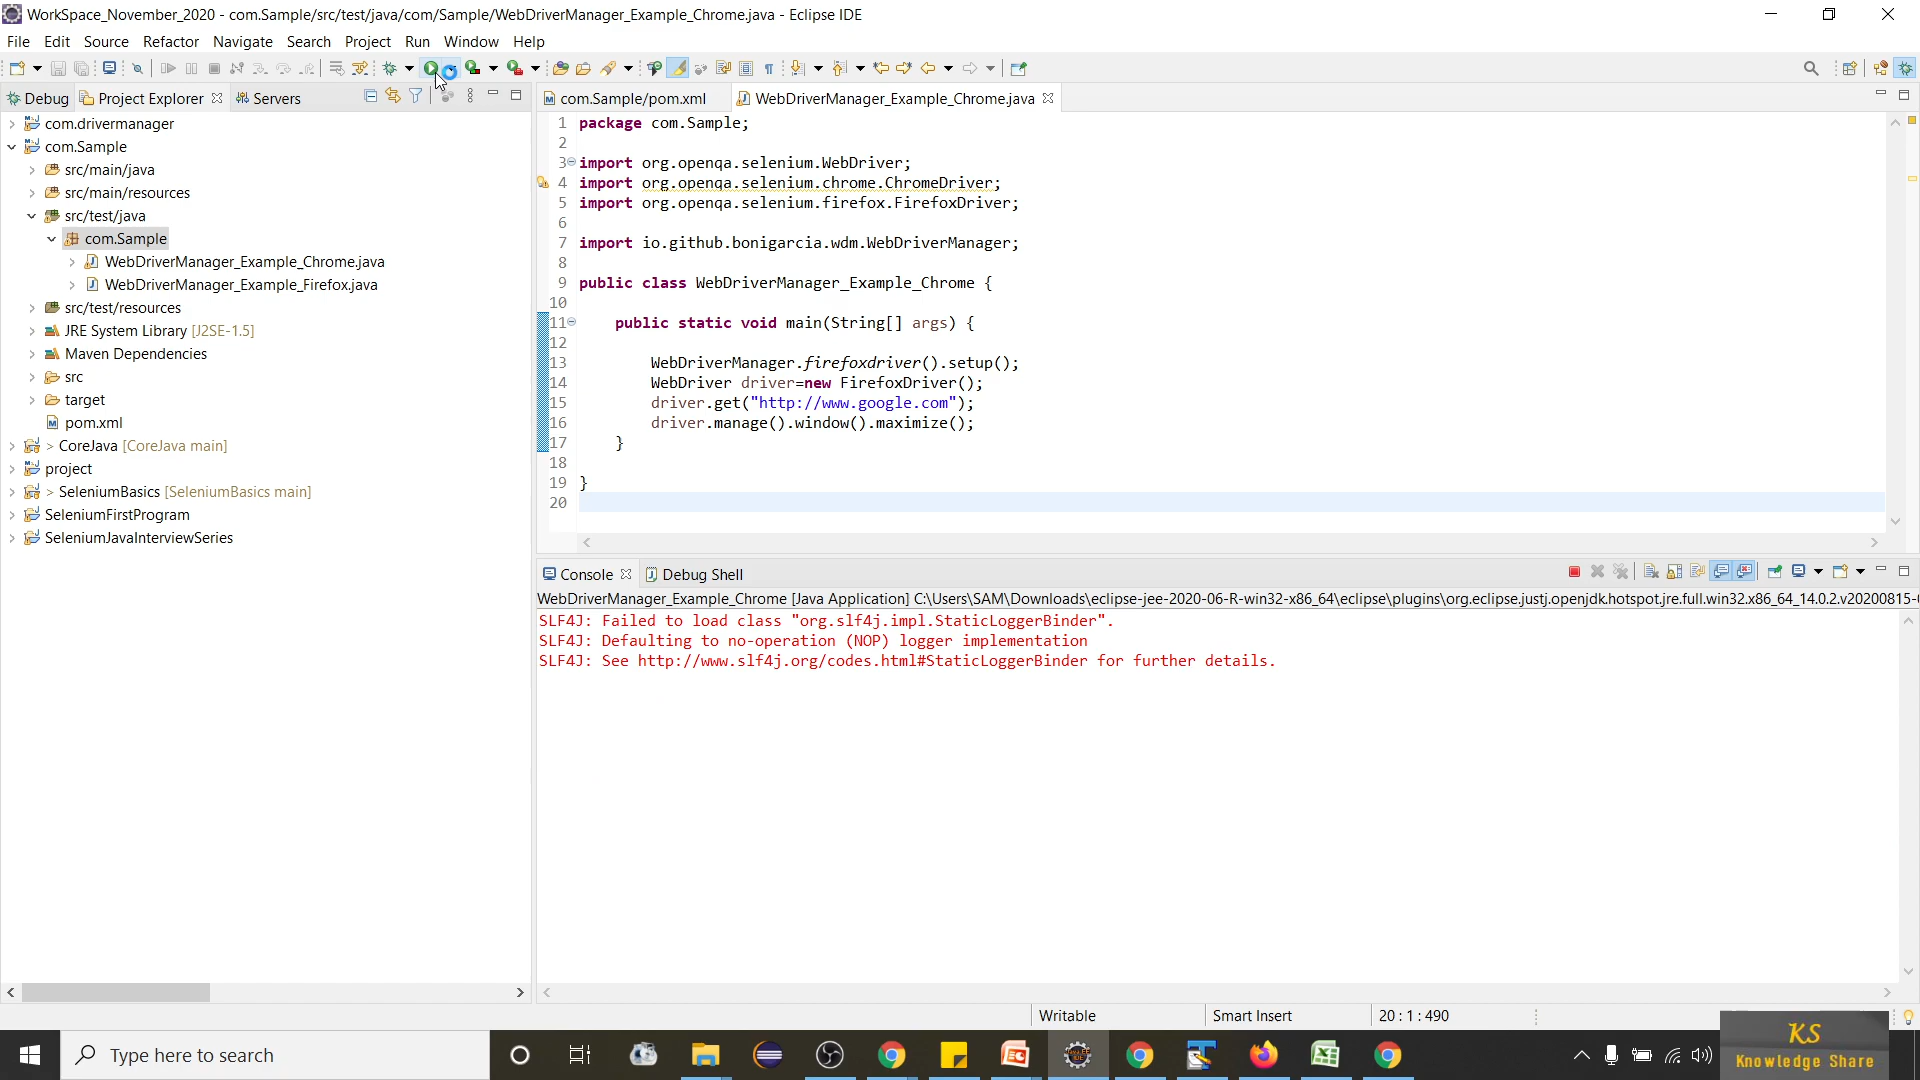 WorkSpace_November_2020 - com.Sample/src/test/java/com/Sample/WebDriverManager_Example_Chrome.java - Eclipse IDE
File Edit Source Refactor Navigate Search Project Run Window Help
Debug Project Explorer Servers
com.drivermanager
com.Sample
src/main/java
src/main/resources
src/test/java
com.Sample
WebDriverManager_Example_Chrome.java
WebDriverManager_Example_Firefox.java
src/test/resources
JRE System Library [J2SE-1.5]
Maven Dependencies
src
target
pom.xml
> CoreJava [CoreJava main]
project
> SeleniumBasics [SeleniumBasics main]
SeleniumFirstProgram
SeleniumJavaInterviewSeries
com.Sample/pom.xml WebDriverManager_Example_Chrome.java
1 package com.Sample;
2
3 import org.openqa.selenium.WebDriver;
4 import org.openqa.selenium.chrome.ChromeDriver;
5 import org.openqa.selenium.firefox.FirefoxDriver;
6
7 import io.github.bonigarcia.wdm.WebDriverManager;
8
9 public class WebDriverManager_Example_Chrome {
10
11 public static void main(String[] args) {
12
13 WebDriverManager.firefoxdriver().setup();
14 WebDriver driver=new FirefoxDriver();
15 driver.get("http://www.google.com");
16 driver.manage().window().maximize();
17 }
18
19 }
20
Console Debug Shell
WebDriverManager_Example_Chrome [Java Application] C:\Users\SAM\Downloads\eclipse-jee-2020-06-R-win32-x86_64\eclipse\plugins\org.eclipse.justj.openjdk.hotspot.jre.full.win32.x86_64_14.0.2.v20200815-
SLF4J: Failed to load class "org.slf4j.impl.StaticLoggerBinder".
SLF4J: Defaulting to no-operation (NOP) logger implementation
SLF4J: See http://www.slf4j.org/codes.html#StaticLoggerBinder for further details.
Writable Smart Insert 20 : 1 : 490
Type here to search
KS
Knowledge Share